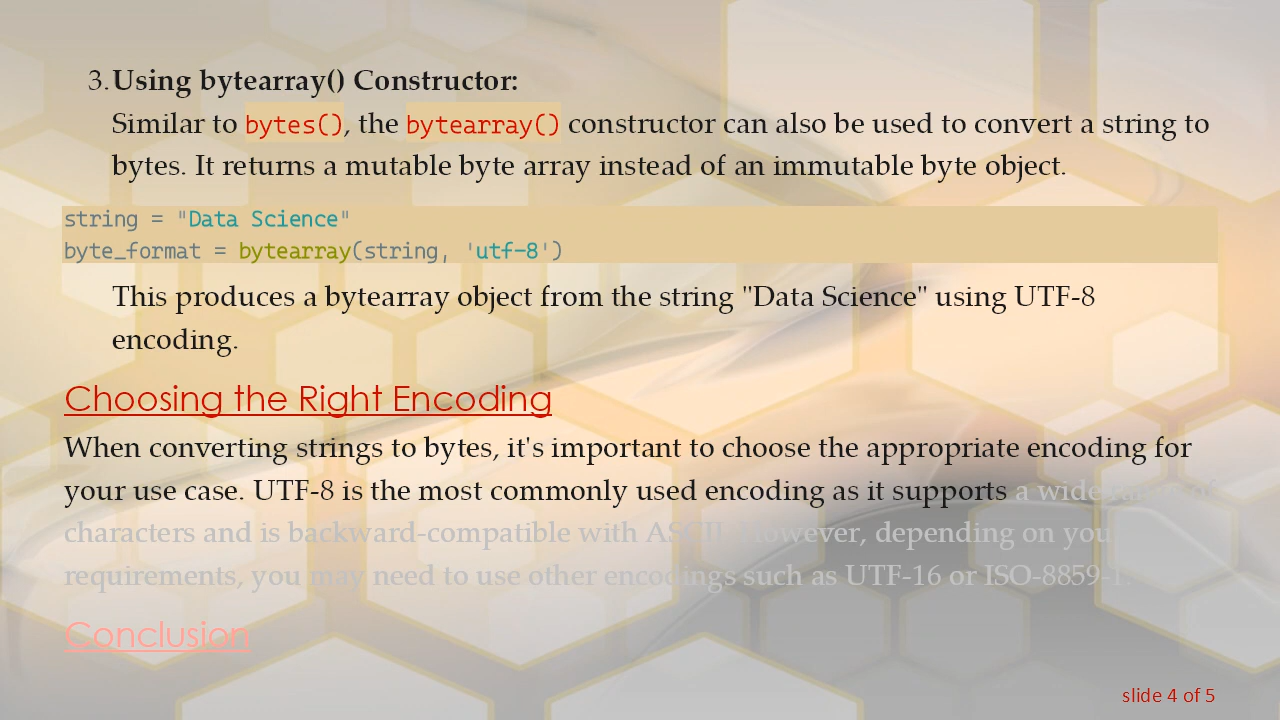 3. Using bytearray() Constructor:
Similar to bytes(), the bytearray() constructor can also be used to convert a string to
bytes. It returns a mutable byte array instead of an immutable byte object.
string = "Data Science"
byte_format = bytearray(string, 'utf-8')
This produces a bytearray object from the string "Data Science" using UTF-8
encoding.
Choosing the Right Encoding
When converting strings to bytes, it's important to choose the appropriate encoding for
your use case. UTF-8 is the most commonly used encoding as it supports a wide range of
characters and is backward-compatible with ASCII. However, depending on your
requirements, you may need to use other encodings such as UTF-16 or ISO-8859-1.
Conclusion
slide 4 of 5